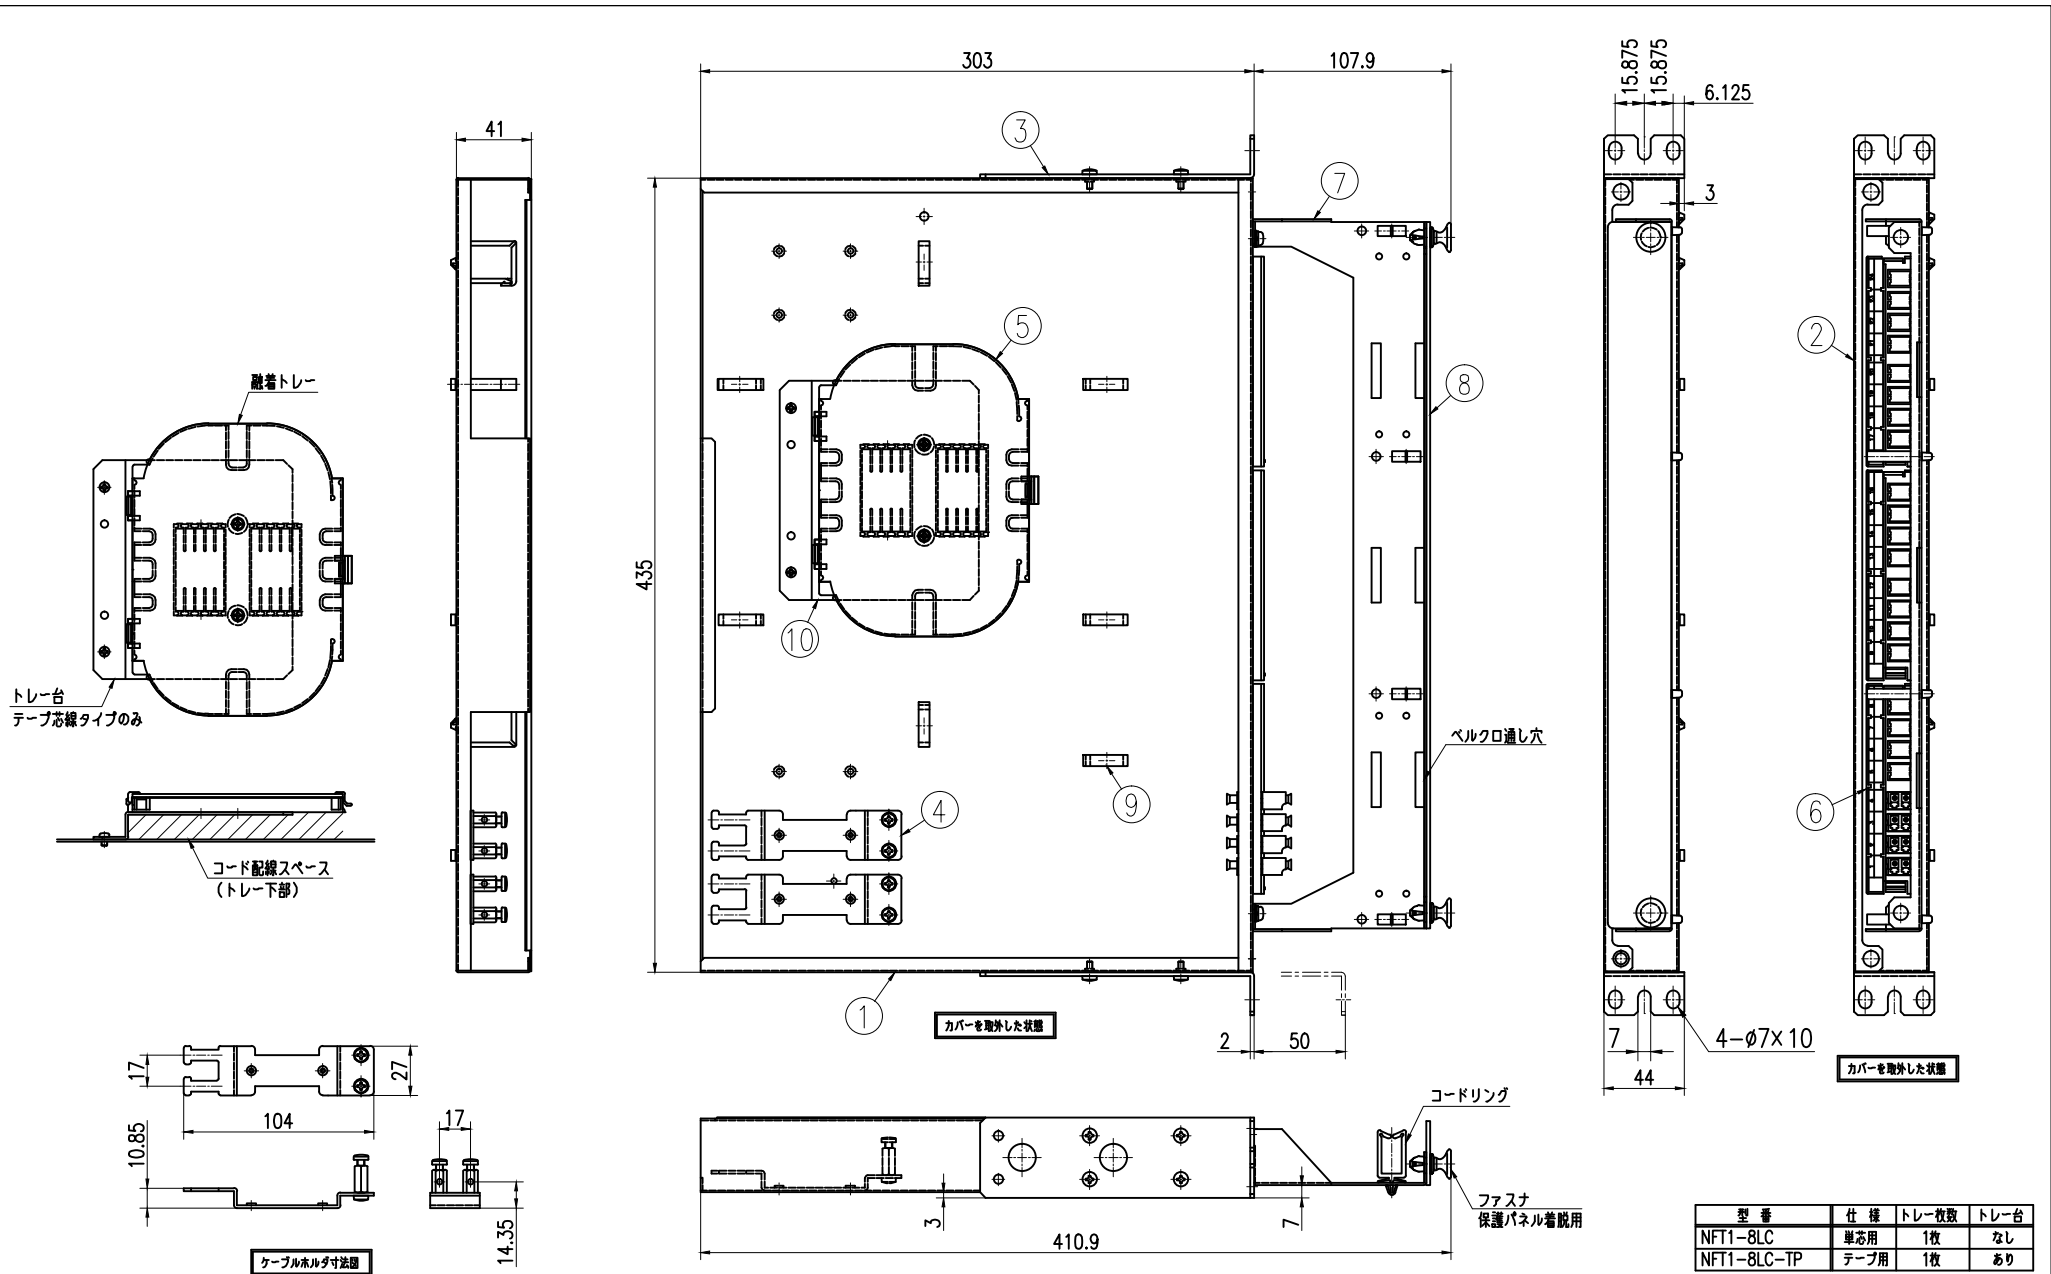 303
107.9
15.875
15.875
6.125
41
3
3
7
5
2
8
融着トレー
435
10
トレー台
テープ芯線タイプのみ
ベルクロ通し穴
9
4
6
コード配線スペース
(トレー下部)
1
カバーを取外した状態
2
50
7
4-φ7×10
44
カバーを取外した状態
17
27
104
10.85
17
14.35
ケーブルホルダ寸法図
コードリング
3
7
ファスナ
保護パネル着脱用
410.9
型番 仕様 トレー枚数 トレー台
NFT1-8LC 単芯用 1枚 なし
NFT1-8LC-TP テープ用 1枚 あり